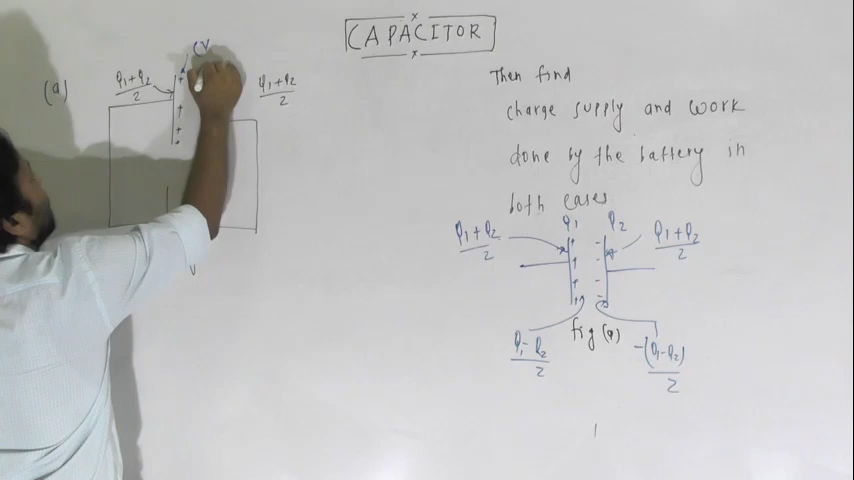 CAPACITOR
Then find
charge supply and work
done by the battery in
both cases
(a)
Q1+Q2
2
CV
Q1+Q2
2
V
Q1 Q2
Q1+Q2
2
Q1+Q2
2
Q1-Q2
2
fig (a)
-(Q1-Q2)
2